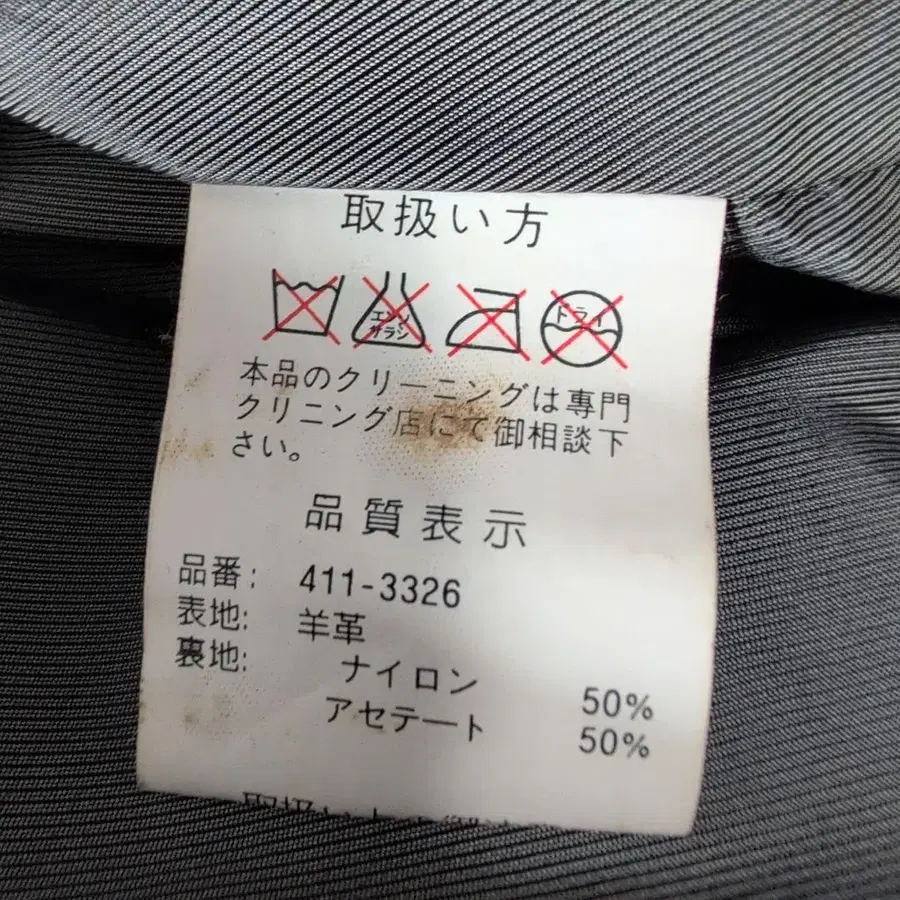 取扱い方
エンソ
サラシ
ドライ
本品のクリーニングは専門
クリニング店にて御相談下
さい。
品質表示
品番: 411-3326
表地: 羊革
裏地: ナイロン 50%
アセテート 50%
取扱い